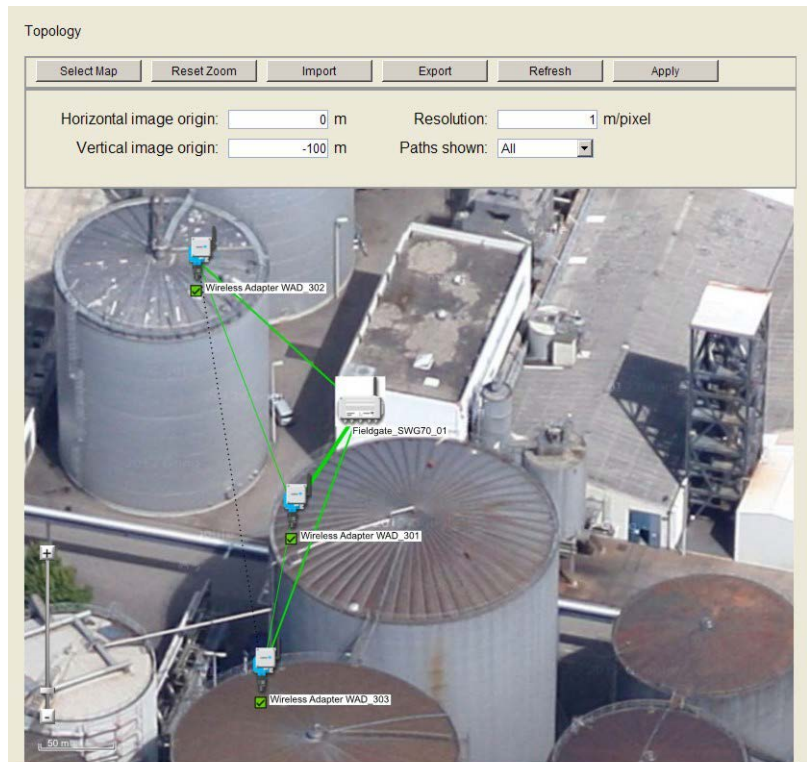 Topology
Select Map Reset Zoom Import Export Refresh Apply
Horizontal image origin: 0 m Resolution: 1 m/pixel
Vertical image origin: -100 m Paths shown: All
Wireless Adapter WAD_302
Fieldgate_SWG70_01
Wireless Adapter WAD_301
+
Wireless Adapter WAD_303
-
50 m